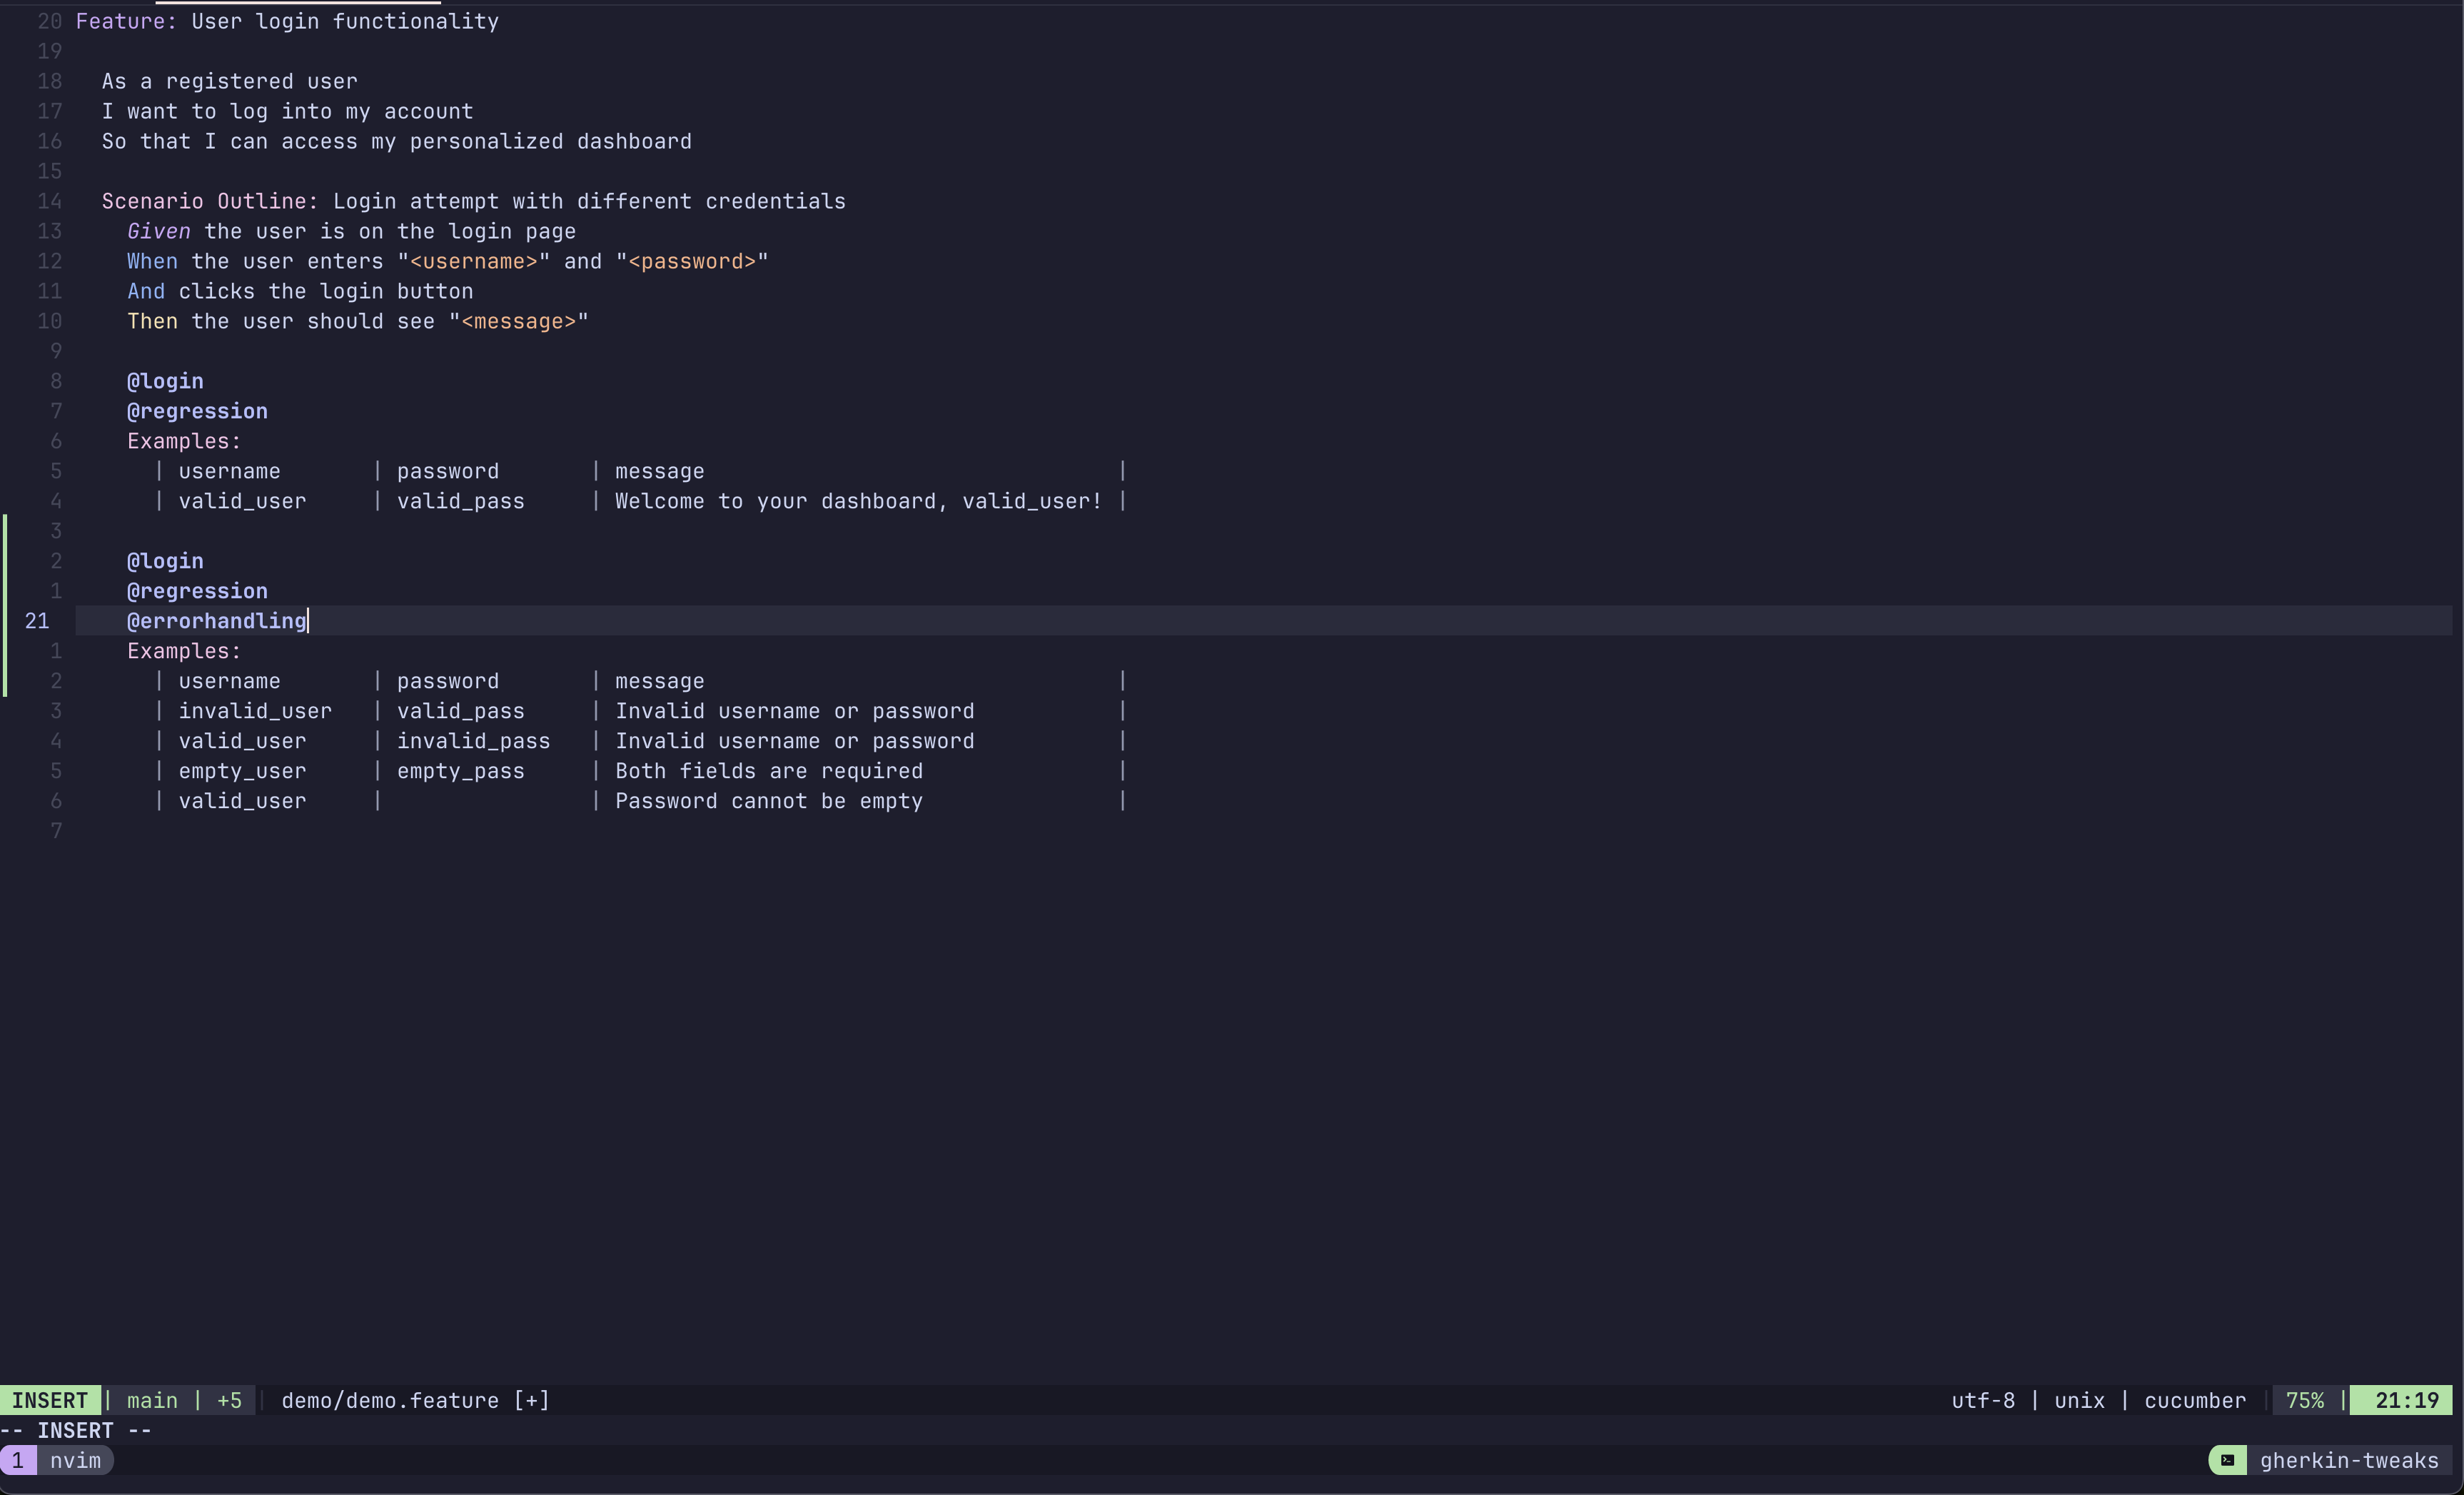 20 Feature: User login functionality
19
18   As a registered user
17   I want to log into my account
16   So that I can access my personalized dashboard
15
14   Scenario Outline: Login attempt with different credentials
13     Given the user is on the login page
12     When the user enters "<username>" and "<password>"
11     And clicks the login button
10     Then the user should see "<message>"
9
8     @login
7     @regression
6     Examples:
5       | username       | password       | message                                |
4       | valid_user     | valid_pass     | Welcome to your dashboard, valid_user! |
3
2     @login
1     @regression
21     @errorhandling
1     Examples:
2       | username       | password       | message                                |
3       | invalid_user   | valid_pass     | Invalid username or password           |
4       | valid_user     | invalid_pass   | Invalid username or password           |
5       | empty_user     | empty_pass     | Both fields are required               |
6       | valid_user     |                | Password cannot be empty               |
7
INSERT | main | +5 | demo/demo.feature [+] utf-8 | unix | cucumber | 75% | 21:19
-- INSERT --
1 nvim gherkin-tweaks